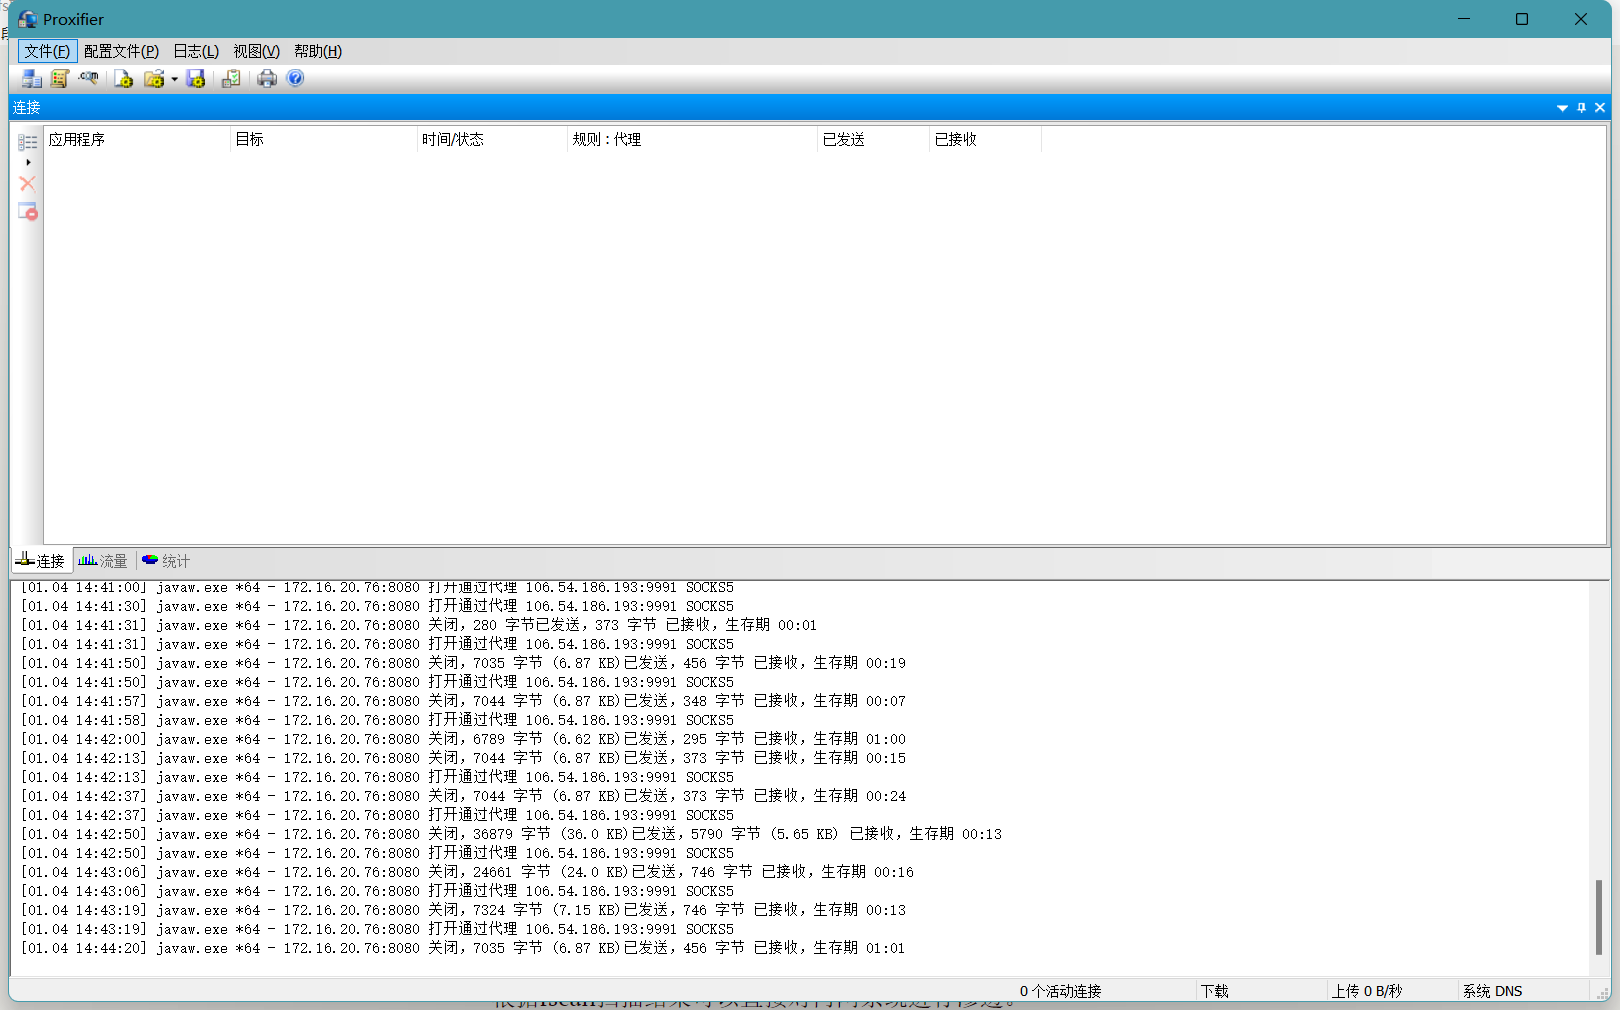 Proxifier
文件(F) 配置文件(P) 日志(L) 视图(V) 帮助(H)
连接
应用程序 目标 时间/状态 规则 : 代理 已发送 已接收
连接 流量 统计
[01.04 14:41:00] javaw.exe *64 - 172.16.20.76:8080 打开通过代理 106.54.186.193:9991 SOCKS5
[01.04 14:41:30] javaw.exe *64 - 172.16.20.76:8080 打开通过代理 106.54.186.193:9991 SOCKS5
[01.04 14:41:31] javaw.exe *64 - 172.16.20.76:8080 关闭，280 字节已发送，373 字节 已接收，生存期 00:01
[01.04 14:41:31] javaw.exe *64 - 172.16.20.76:8080 打开通过代理 106.54.186.193:9991 SOCKS5
[01.04 14:41:50] javaw.exe *64 - 172.16.20.76:8080 关闭，7035 字节 (6.87 KB)已发送，456 字节 已接收，生存期 00:19
[01.04 14:41:50] javaw.exe *64 - 172.16.20.76:8080 打开通过代理 106.54.186.193:9991 SOCKS5
[01.04 14:41:57] javaw.exe *64 - 172.16.20.76:8080 关闭，7044 字节 (6.87 KB)已发送，348 字节 已接收，生存期 00:07
[01.04 14:41:58] javaw.exe *64 - 172.16.20.76:8080 打开通过代理 106.54.186.193:9991 SOCKS5
[01.04 14:42:00] javaw.exe *64 - 172.16.20.76:8080 关闭，6789 字节 (6.62 KB)已发送，295 字节 已接收，生存期 01:00
[01.04 14:42:13] javaw.exe *64 - 172.16.20.76:8080 关闭，7044 字节 (6.87 KB)已发送，373 字节 已接收，生存期 00:15
[01.04 14:42:13] javaw.exe *64 - 172.16.20.76:8080 打开通过代理 106.54.186.193:9991 SOCKS5
[01.04 14:42:37] javaw.exe *64 - 172.16.20.76:8080 关闭，7044 字节 (6.87 KB)已发送，373 字节 已接收，生存期 00:24
[01.04 14:42:37] javaw.exe *64 - 172.16.20.76:8080 打开通过代理 106.54.186.193:9991 SOCKS5
[01.04 14:42:50] javaw.exe *64 - 172.16.20.76:8080 关闭，36879 字节 (36.0 KB)已发送，5790 字节 (5.65 KB) 已接收，生存期 00:13
[01.04 14:42:50] javaw.exe *64 - 172.16.20.76:8080 打开通过代理 106.54.186.193:9991 SOCKS5
[01.04 14:43:06] javaw.exe *64 - 172.16.20.76:8080 关闭，24661 字节 (24.0 KB)已发送，746 字节 已接收，生存期 00:16
[01.04 14:43:06] javaw.exe *64 - 172.16.20.76:8080 打开通过代理 106.54.186.193:9991 SOCKS5
[01.04 14:43:19] javaw.exe *64 - 172.16.20.76:8080 关闭，7324 字节 (7.15 KB)已发送，746 字节 已接收，生存期 00:13
[01.04 14:43:19] javaw.exe *64 - 172.16.20.76:8080 打开通过代理 106.54.186.193:9991 SOCKS5
[01.04 14:44:20] javaw.exe *64 - 172.16.20.76:8080 关闭，7035 字节 (6.87 KB)已发送，456 字节 已接收，生存期 01:01
0 个活动连接 下载 上传 0 B/秒 系统 DNS